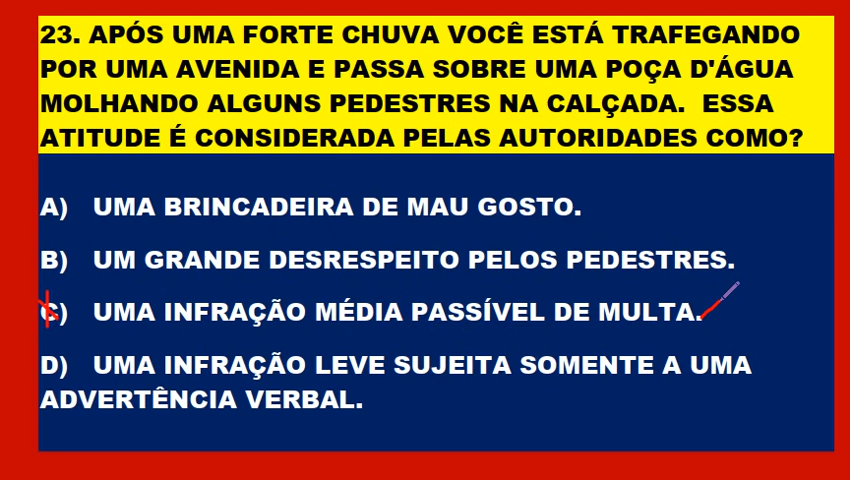 23. APÓS UMA FORTE CHUVA VOCÊ ESTÁ TRAFEGANDO
POR UMA AVENIDA E PASSA SOBRE UMA POÇA D'ÁGUA
MOLHANDO ALGUNS PEDESTRES NA CALÇADA. ESSA
ATITUDE É CONSIDERADA PELAS AUTORIDADES COMO?
A) UMA BRINCADEIRA DE MAU GOSTO.
B) UM GRANDE DESRESPEITO PELOS PEDESTRES.
C) UMA INFRAÇÃO MÉDIA PASSÍVEL DE MULTA.
D) UMA INFRAÇÃO LEVE SUJEITA SOMENTE A UMA
ADVERTÊNCIA VERBAL.